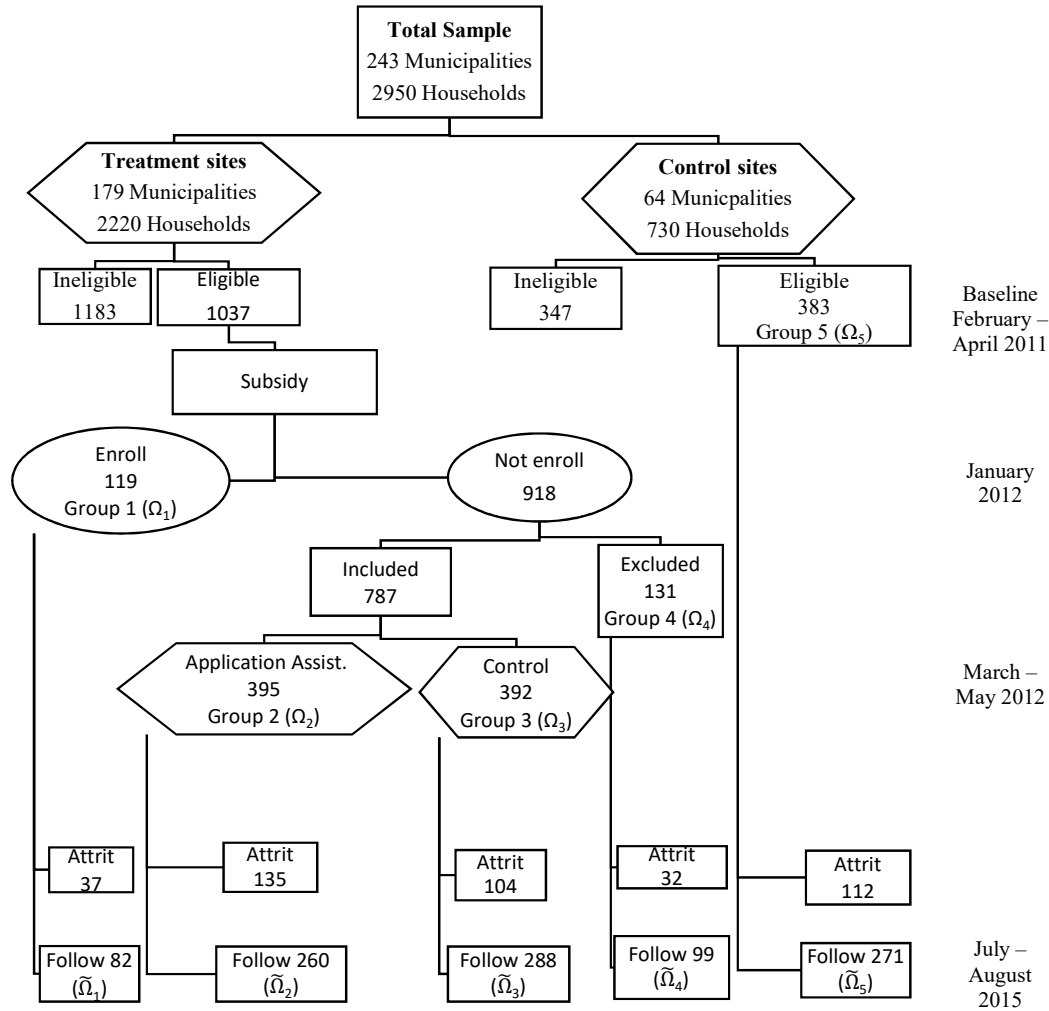 Total Sample
243 Municipalities
2950 Households
Treatment sites
179 Municipalities
2220 Households
Control sites
64 Municpalities
730 Households
Ineligible
1183
Eligible
1037
Ineligible
347
Eligible
383
Group 5 (Ω₅)
Baseline
February –
April 2011
Subsidy
Enroll
119
Group 1 (Ω₁)
Not enroll
918
January
2012
Included
787
Excluded
131
Group 4 (Ω₄)
Application Assist.
395
Group 2 (Ω₂)
Control
392
Group 3 (Ω₃)
March –
May 2012
Attrit
37
Attrit
135
Attrit
104
Attrit
32
Attrit
112
Follow 82
(Ω̃₁)
Follow 260
(Ω̃₂)
Follow 288
(Ω̃₃)
Follow 99
(Ω̃₄)
Follow 271
(Ω̃₅)
July –
August
2015